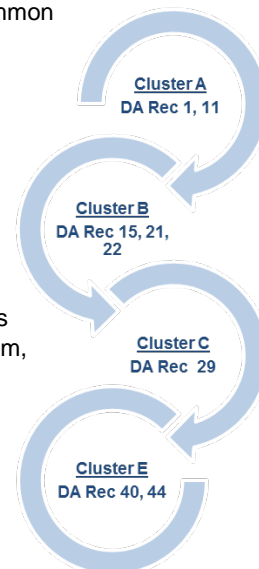 mmon
Cluster A
DA Rec 1, 11
Cluster B
DA Rec 15, 21,
22
s
m,
Cluster C
DA Rec 29
Cluster E
DA Rec 40, 44